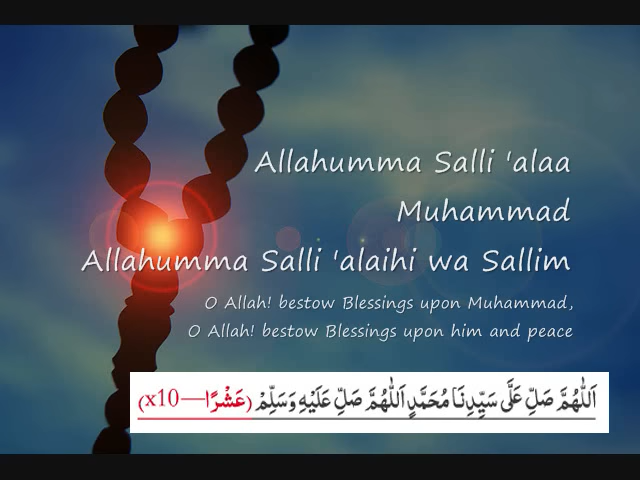 Allahumma Salli 'alaa
Muhammad
Allahumma Salli 'alaihi wa Sallim
O Allah! bestow Blessings upon Muhammad,
O Allah! bestow Blessings upon him and peace
اَللّٰهُمَّ صَلِّ عَلَى سَيِّدِنَا مُحَمَّدٍ اَللّٰهُمَّ صَلِّ عَلَيْهِ وَسَلِّمْ (عَشْرًا—x10)